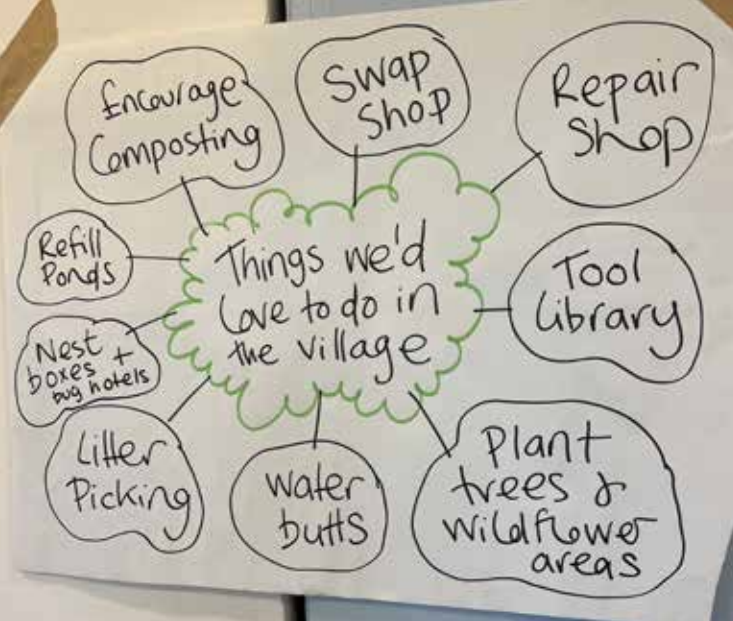 Encourage
Composting
Swap
Shop
Repair
Shop
Refill
Ponds
Things we'd
love to do in
the village
Tool
library
Nest
boxes +
bug hotels
Litter
Picking
Water
butts
Plant
trees &
wildflower
areas